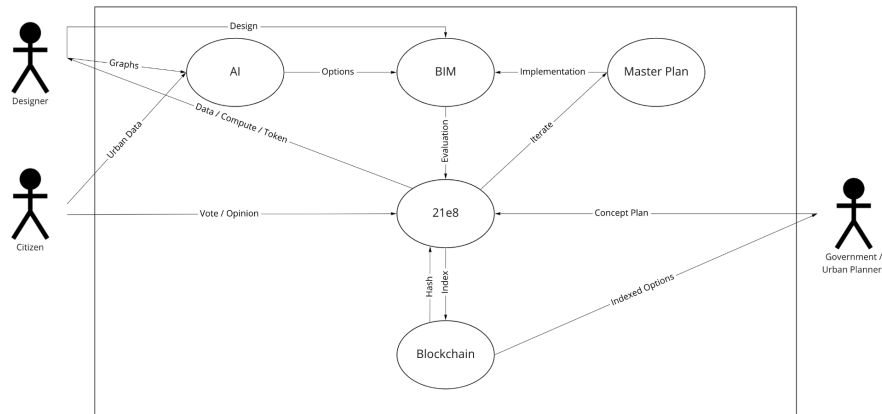 Design
Graphs
AI
Options
BIM
Implementation
Master Plan
Designer
Data / Compute / Token
Urban Data
Evaluation
Iterate
Vote / Opinion
21e8
Concept Plan
Citizen
Government /
Urban Planner
Hash
Index
Indexed Options
Blockchain